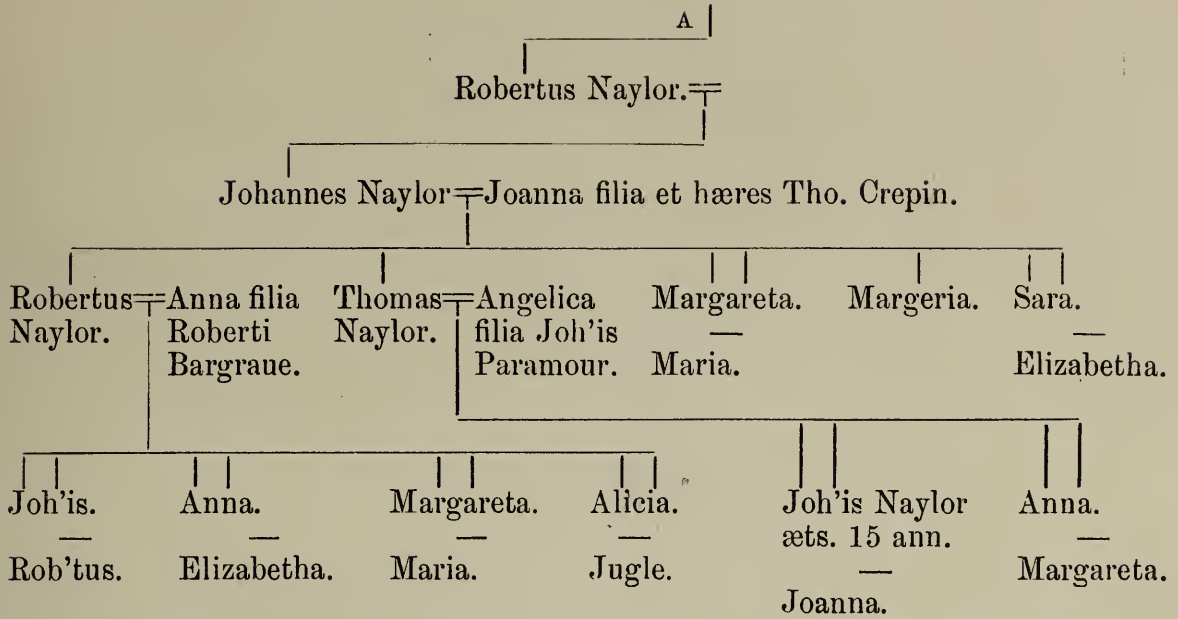 A
Robertus Naylor.
Johannes Naylor Joanna filia et hæres Tho. Crepin.
Robertus Anna filia Thomas Angelica Margareta. Margeria. Sara.
Naylor. Roberti Naylor. filia Joh'is — —
Bargraue. Paramour. Maria. Elizabetha.
Joh'is. Anna. Margareta. Alicia. Joh'is Naylor Anna.
— — — — æts. 15 ann. —
Rob'tus. Elizabetha. Maria. Jugle. — Margareta.
Joanna.